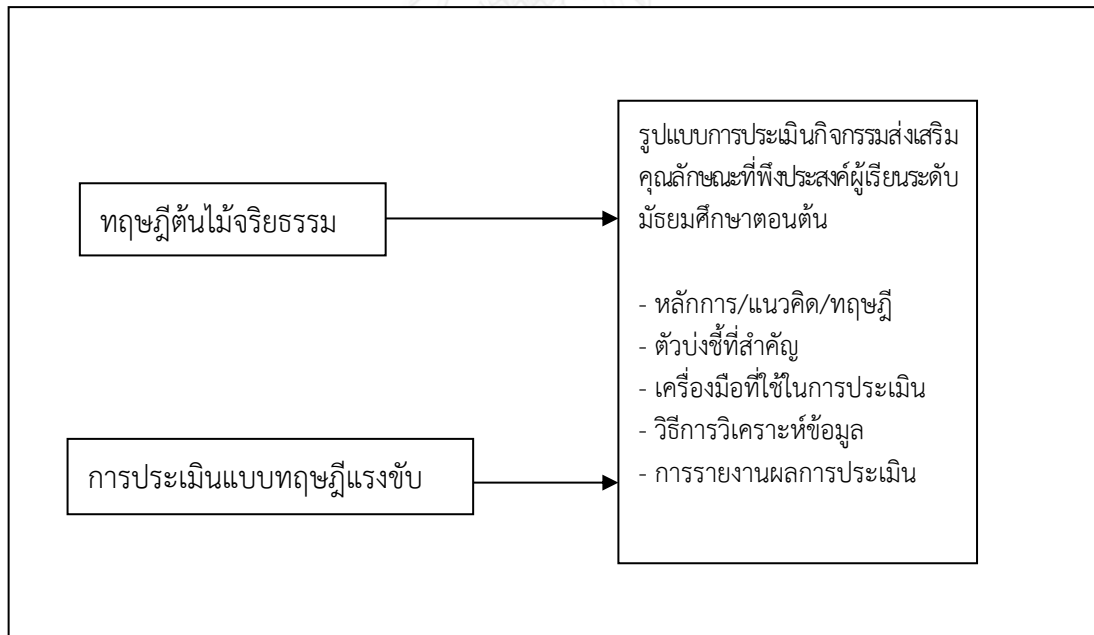 ทฤษฎีต้นไม้จริยธรรม
การประเมินแบบทฤษฎีแรงขับ
รูปแบบการประเมินกิจกรรมส่งเสริม
คุณลักษณะที่พึงประสงค์ผู้เรียนระดับ
มัธยมศึกษาตอนต้น
- หลักการ/แนวคิด/ทฤษฎี
- ตัวบ่งชี้ที่สำคัญ
- เครื่องมือที่ใช้ในการประเมิน
- วิธีการวิเคราะห์ข้อมูล
- การรายงานผลการประเมิน